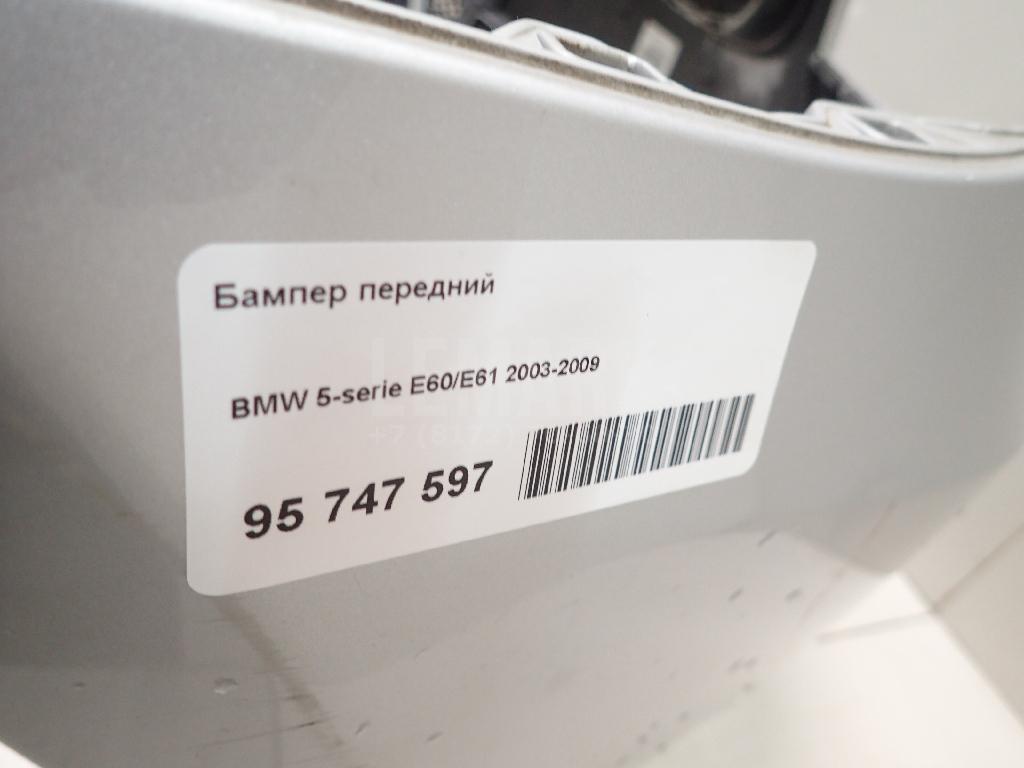 Бампер передний
BMW 5-serie E60/E61 2003-2009
95 747 597